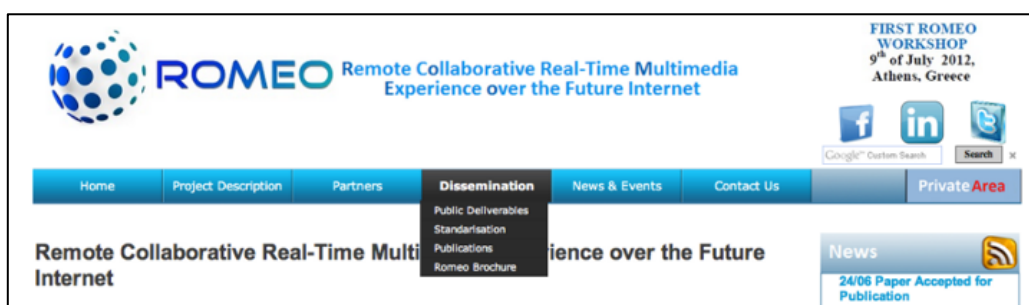 FIRST ROMEO
WORKSHOP
9th of July 2012,
Athens, Greece
ROMEO
Remote Collaborative Real-Time Multimedia
Experience over the Future Internet
f
in
Google™ Custom Search
Search
×
Home
Project Description
Partners
Dissemination
News & Events
Contact Us
Private Area
Public Deliverables
Standarisation
Publications
Romeo Brochure
Remote Collaborative Real-Time Multi ience over the Future
Internet
News
24/06 Paper Accepted for
Publication